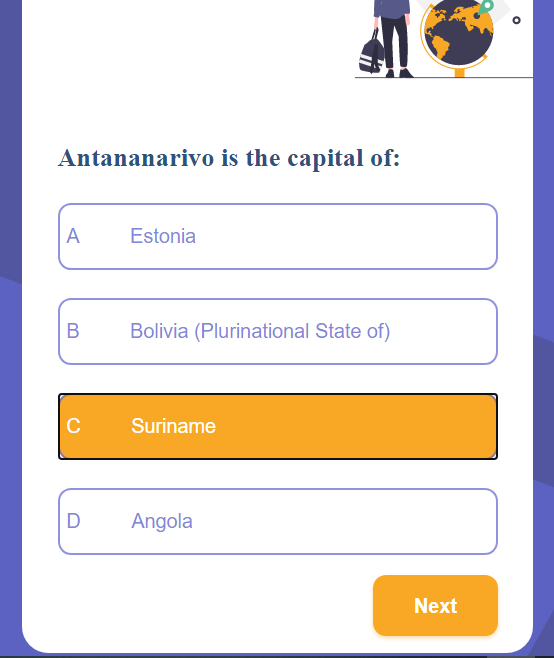 Antananarivo is the capital of:
A Estonia
B Bolivia (Plurinational State of)
C Suriname
D Angola
Next